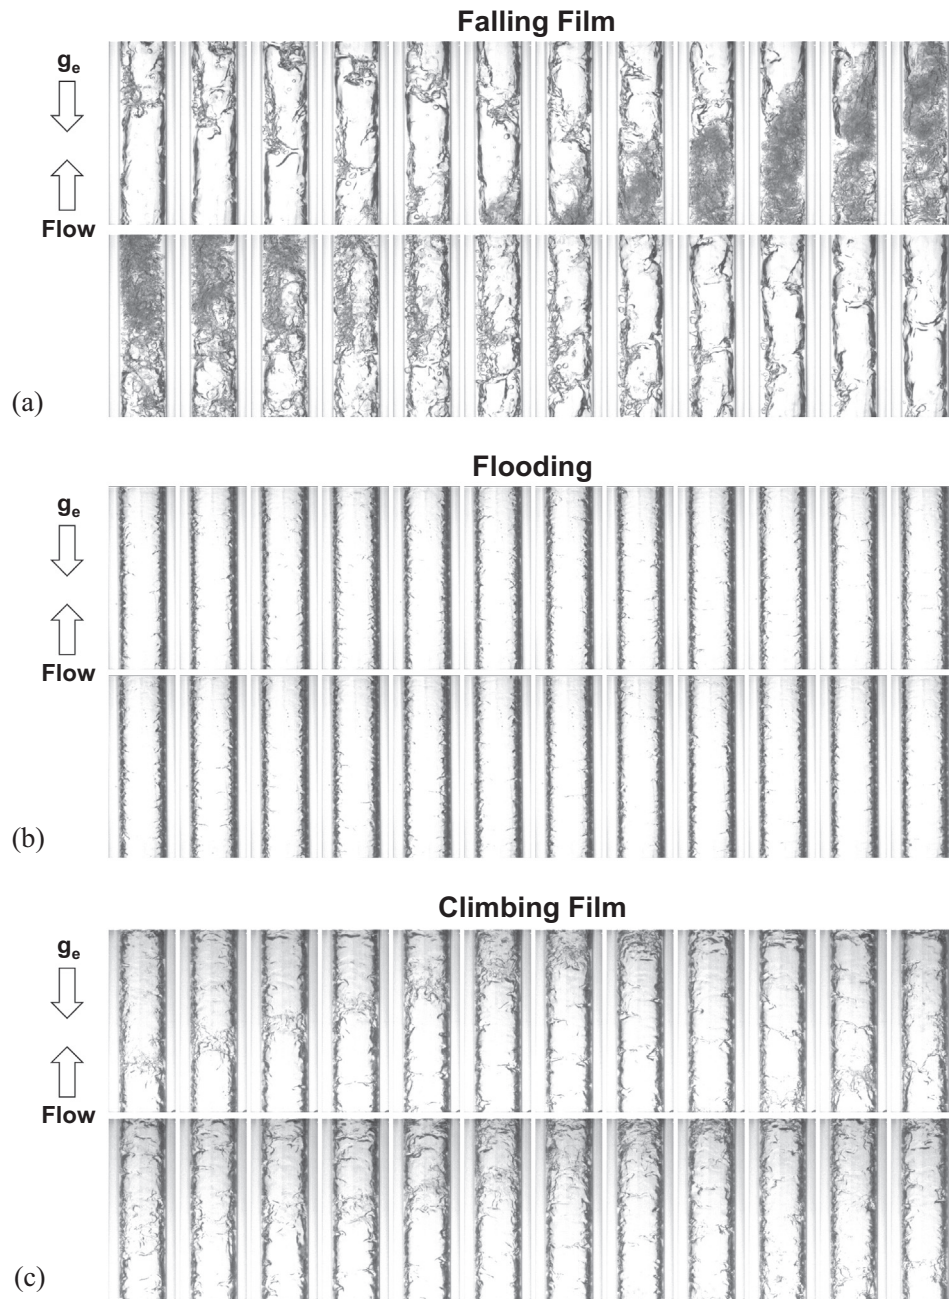 Falling Film
gₑ
Flow
(a)
Flooding
gₑ
Flow
(b)
Climbing Film
gₑ
Flow
(c)